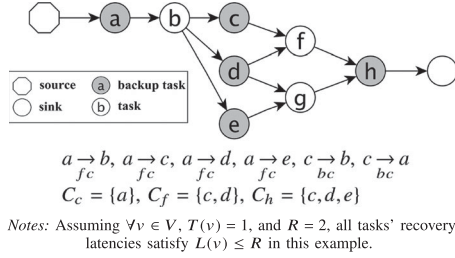 a b c d e f g h
source a backup task
sink b task
a →fc b, a →fc c, a →fc d, a →fc e, c →bc b, c →bc a
C_c = {a}, C_f = {c,d}, C_h = {c,d,e}
Notes: Assuming ∀v ∈ V, T(v) = 1, and R = 2, all tasks' recovery
latencies satisfy L(v) ≤ R in this example.